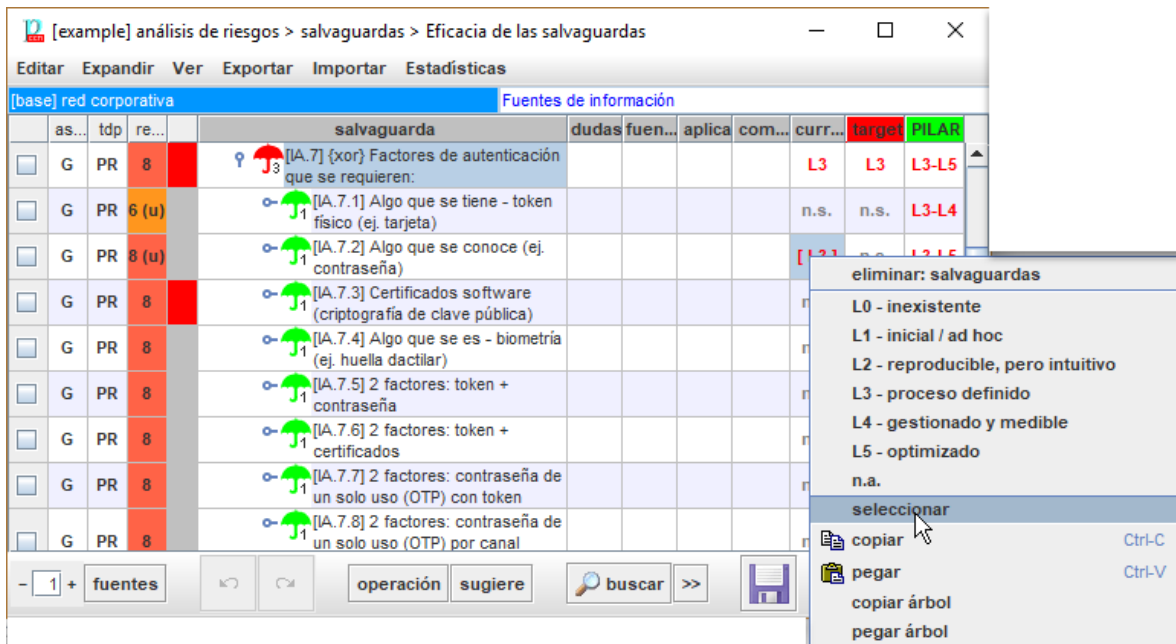 [example] análisis de riesgos > salvaguardas > Eficacia de las salvaguardas
Editar Expandir Ver Exportar Importar Estadísticas
[base] red corporativa Fuentes de información
as... tdp re... salvaguarda dudas fuen... aplica com... curr... target PILAR
G PR 8 3 [IA.7] {xor} Factores de autenticación L3 L3 L3-L5
que se requieren:
G PR 6 (u) 1 [IA.7.1] Algo que se tiene - token n.s. n.s. L3-L4
físico (ej. tarjeta)
G PR 8 (u) 1 [IA.7.2] Algo que se conoce (ej.
contraseña)
G PR 8 1 [IA.7.3] Certificados software
(criptografía de clave pública)
G PR 8 1 [IA.7.4] Algo que se es - biometría
(ej. huella dactilar)
G PR 8 1 [IA.7.5] 2 factores: token +
contraseña
G PR 8 1 [IA.7.6] 2 factores: token +
certificados
G PR 8 1 [IA.7.7] 2 factores: contraseña de
un solo uso (OTP) con token
G PR 8 1 [IA.7.8] 2 factores: contraseña de
un solo uso (OTP) por canal
- 1 + fuentes operación sugiere buscar >>
eliminar: salvaguardas
L0 - inexistente
L1 - inicial / ad hoc
L2 - reproducible, pero intuitivo
L3 - proceso definido
L4 - gestionado y medible
L5 - optimizado
n.a.
seleccionar
copiar Ctrl-C
pegar Ctrl-V
copiar árbol
pegar árbol